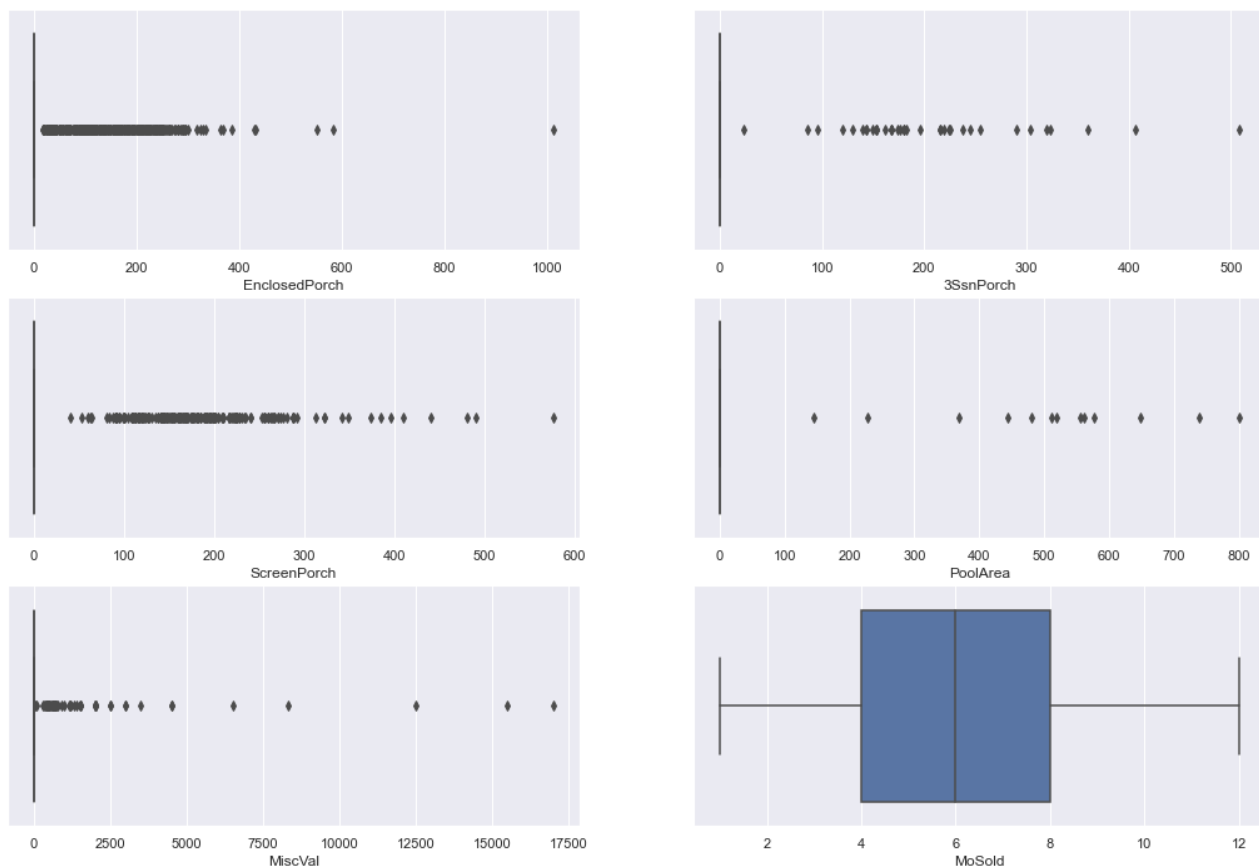 0 200 400 600 800 1000
EnclosedPorch
0 100 200 300 400 500
3SsnPorch
0 100 200 300 400 500 600
ScreenPorch
0 100 200 300 400 500 600 700 800
PoolArea
0 2500 5000 7500 10000 12500 15000 17500
MiscVal
2 4 6 8 10 12
MoSold